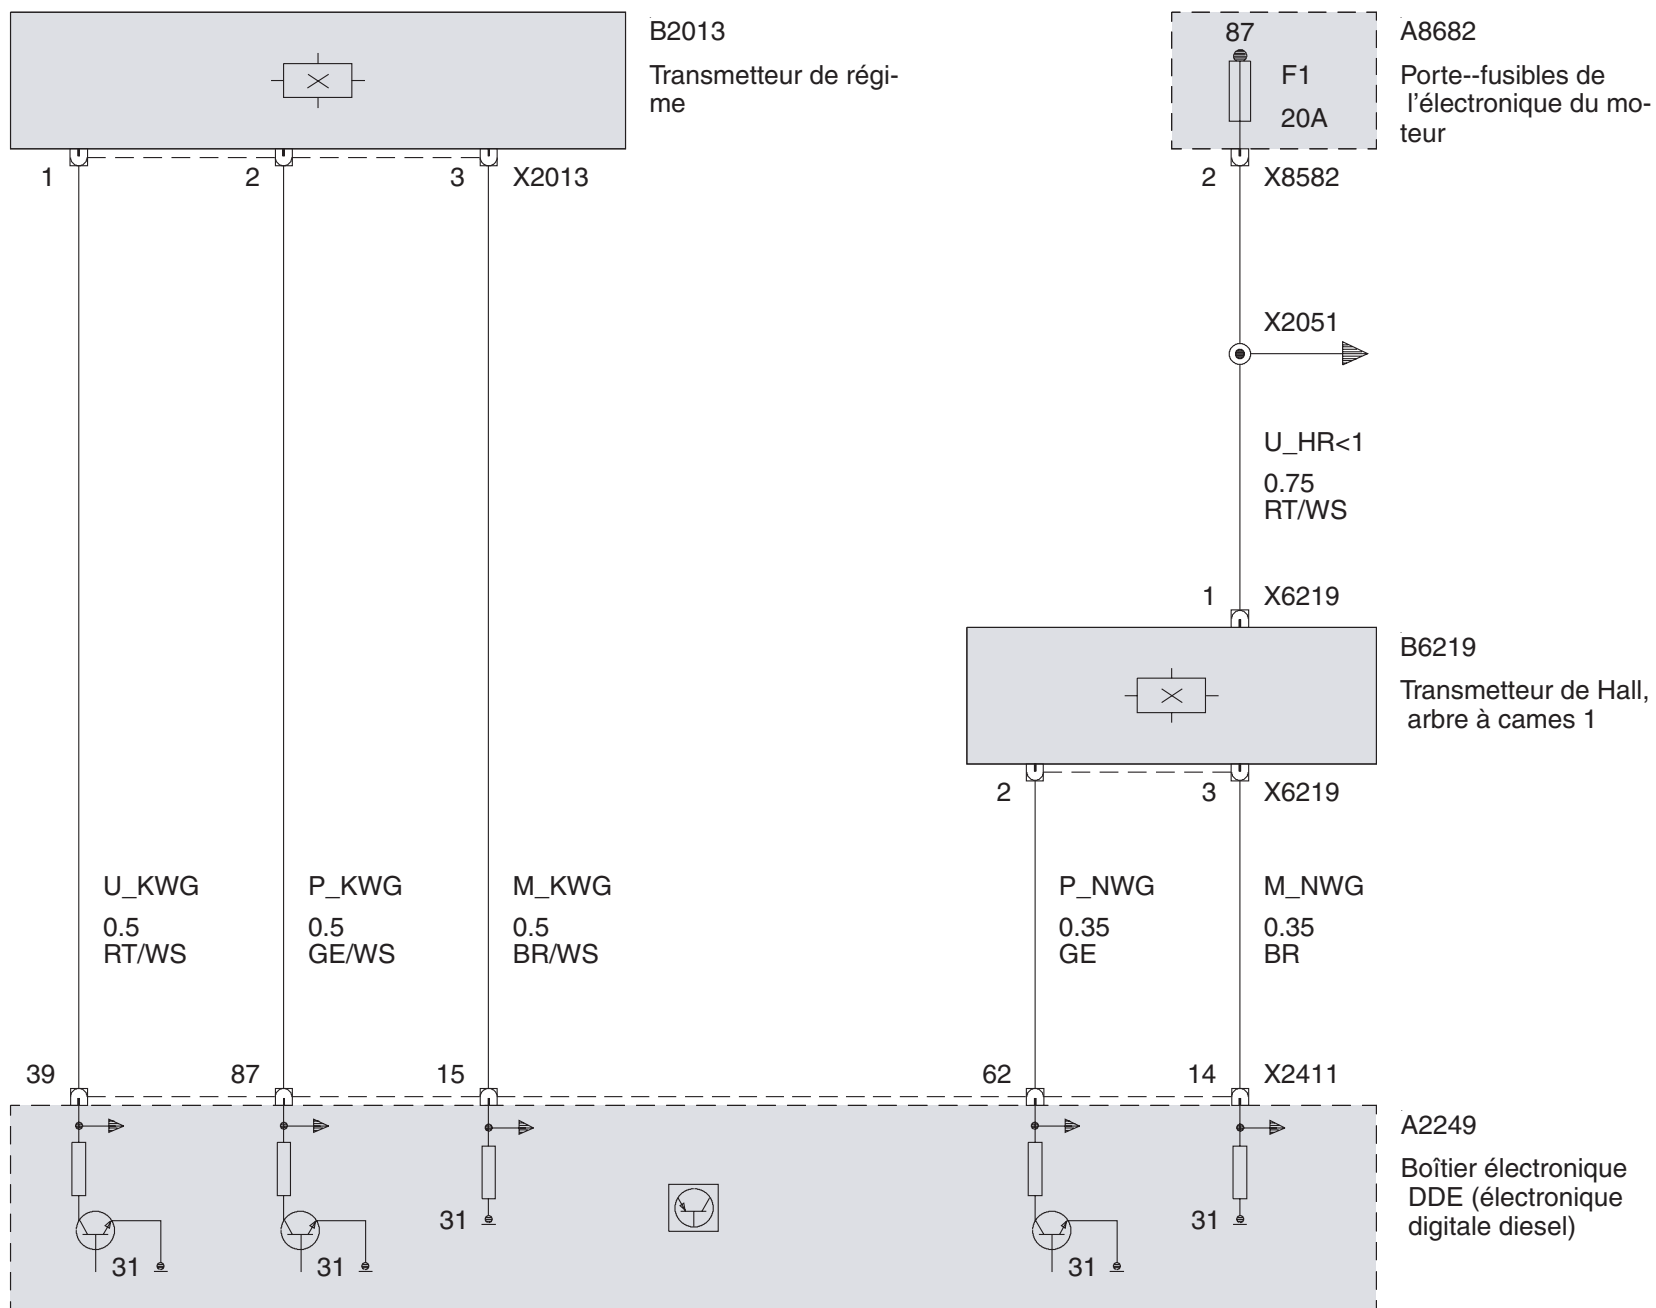 B2013
Transmetteur de régi-
me
87
F1
20A
A8682
Porte--fusibles de
l'électronique du mo-
teur
1
2
3
X2013
2
X8582
X2051
U_HR<1
0.75
RT/WS
1
X6219
B6219
Transmetteur de Hall,
arbre à cames 1
2
3
X6219
U_KWG
0.5
RT/WS
P_KWG
0.5
GE/WS
M_KWG
0.5
BR/WS
P_NWG
0.35
GE
M_NWG
0.35
BR
39
87
15
62
14
X2411
A2249
Boîtier électronique
DDE (électronique
digitale diesel)
31
31
31
31
31